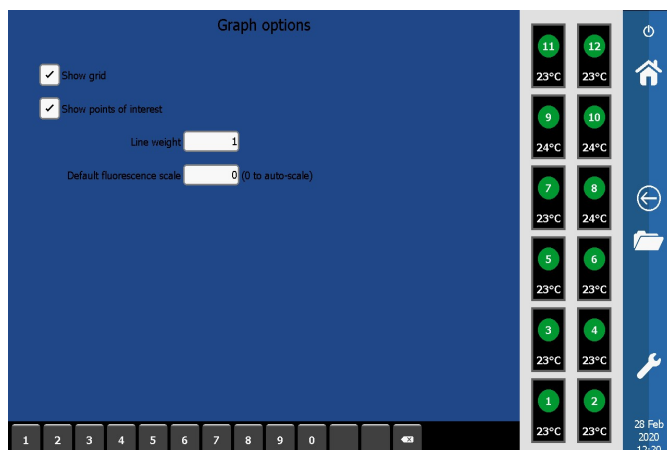 Graph options
Show grid
Show points of interest
Line weight 1
Default fluorescence scale 0 (0 to auto-scale)
11 12
23°C 23°C
9 10
24°C 24°C
7 8
23°C 24°C
5 6
23°C 23°C
3 4
23°C 23°C
1 2
23°C 23°C
28 Feb
2020
1 2 3 4 5 6 7 8 9 0